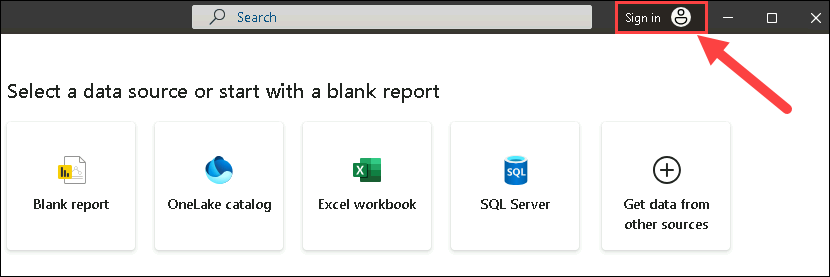 Search
Sign in
Select a data source or start with a blank report
Blank report
OneLake catalog
Excel workbook
SQL
SQL Server
Get data from
other sources